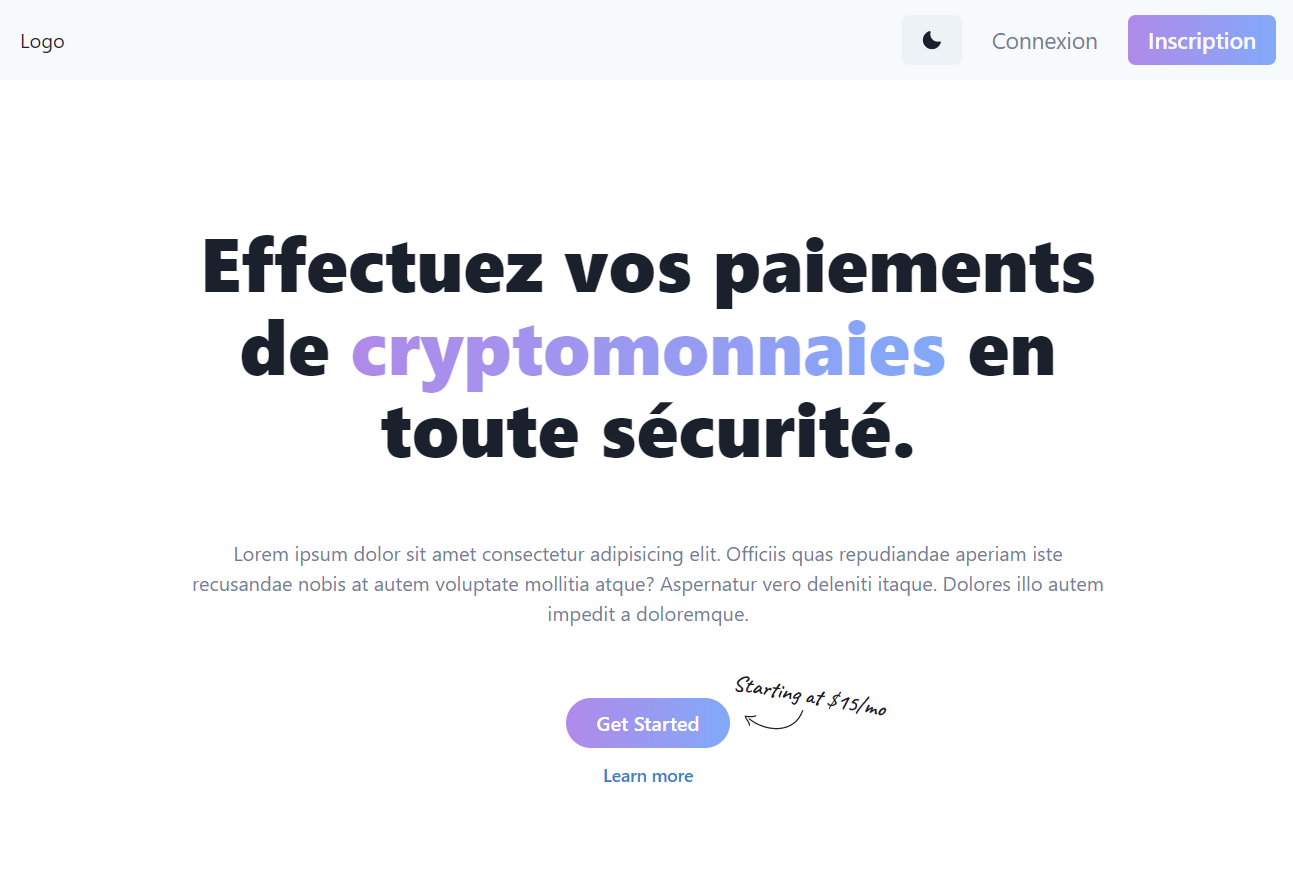 Logo
Connexion
Inscription
Effectuez vos paiements
de cryptomonnaies en
toute sécurité.
Lorem ipsum dolor sit amet consectetur adipisicing elit. Officiis quas repudiandae aperiam iste
recusandae nobis at autem voluptate mollitia atque? Aspernatur vero deleniti itaque. Dolores illo autem
impedit a doloremque.
Starting at $15/mo
Get Started
Learn more